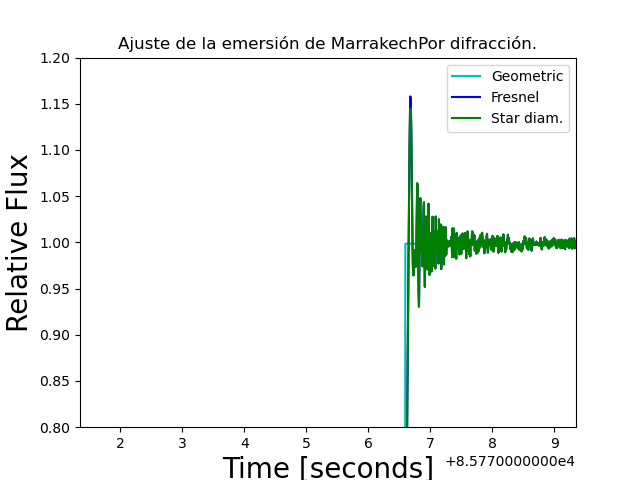 Ajuste de la emersión de MarrakechPor difracción.
Geometric
Fresnel
Star diam.
Relative Flux
1.20
1.15
1.10
1.05
1.00
0.95
0.90
0.85
0.80
2 3 4 5 6 7 8 9
Time [seconds]
+8.5770000000e4